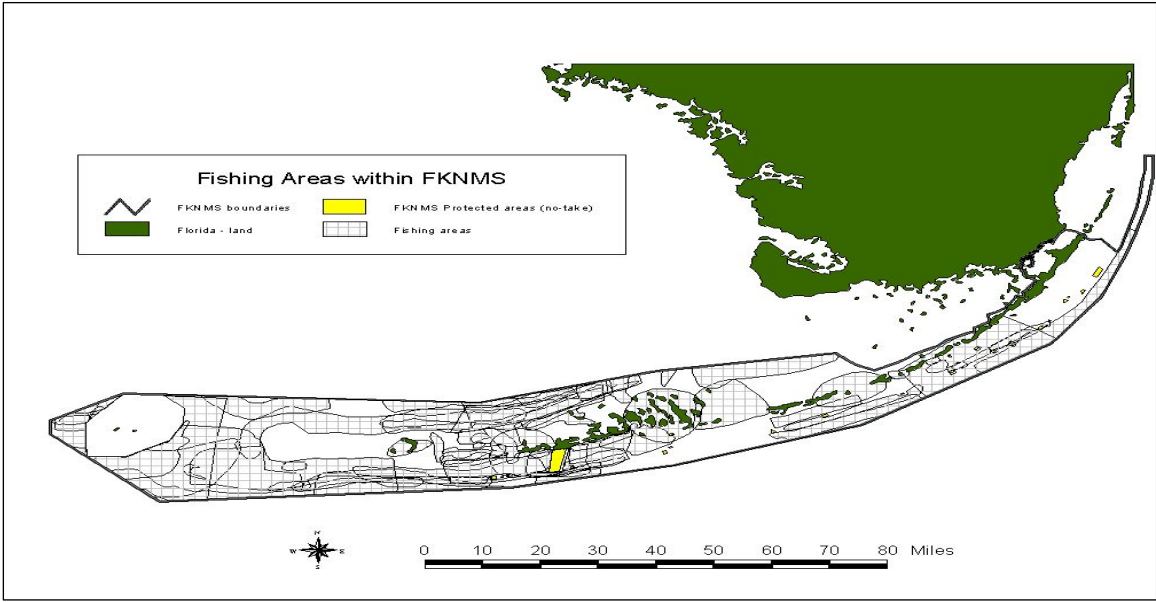 Fishing Areas within FKNMS
FKNMS boundaries
FKNMS Protected areas (no-take)
Florida - land
Fishing areas
N
W E
S
0 10 20 30 40 50 60 70 80 Miles